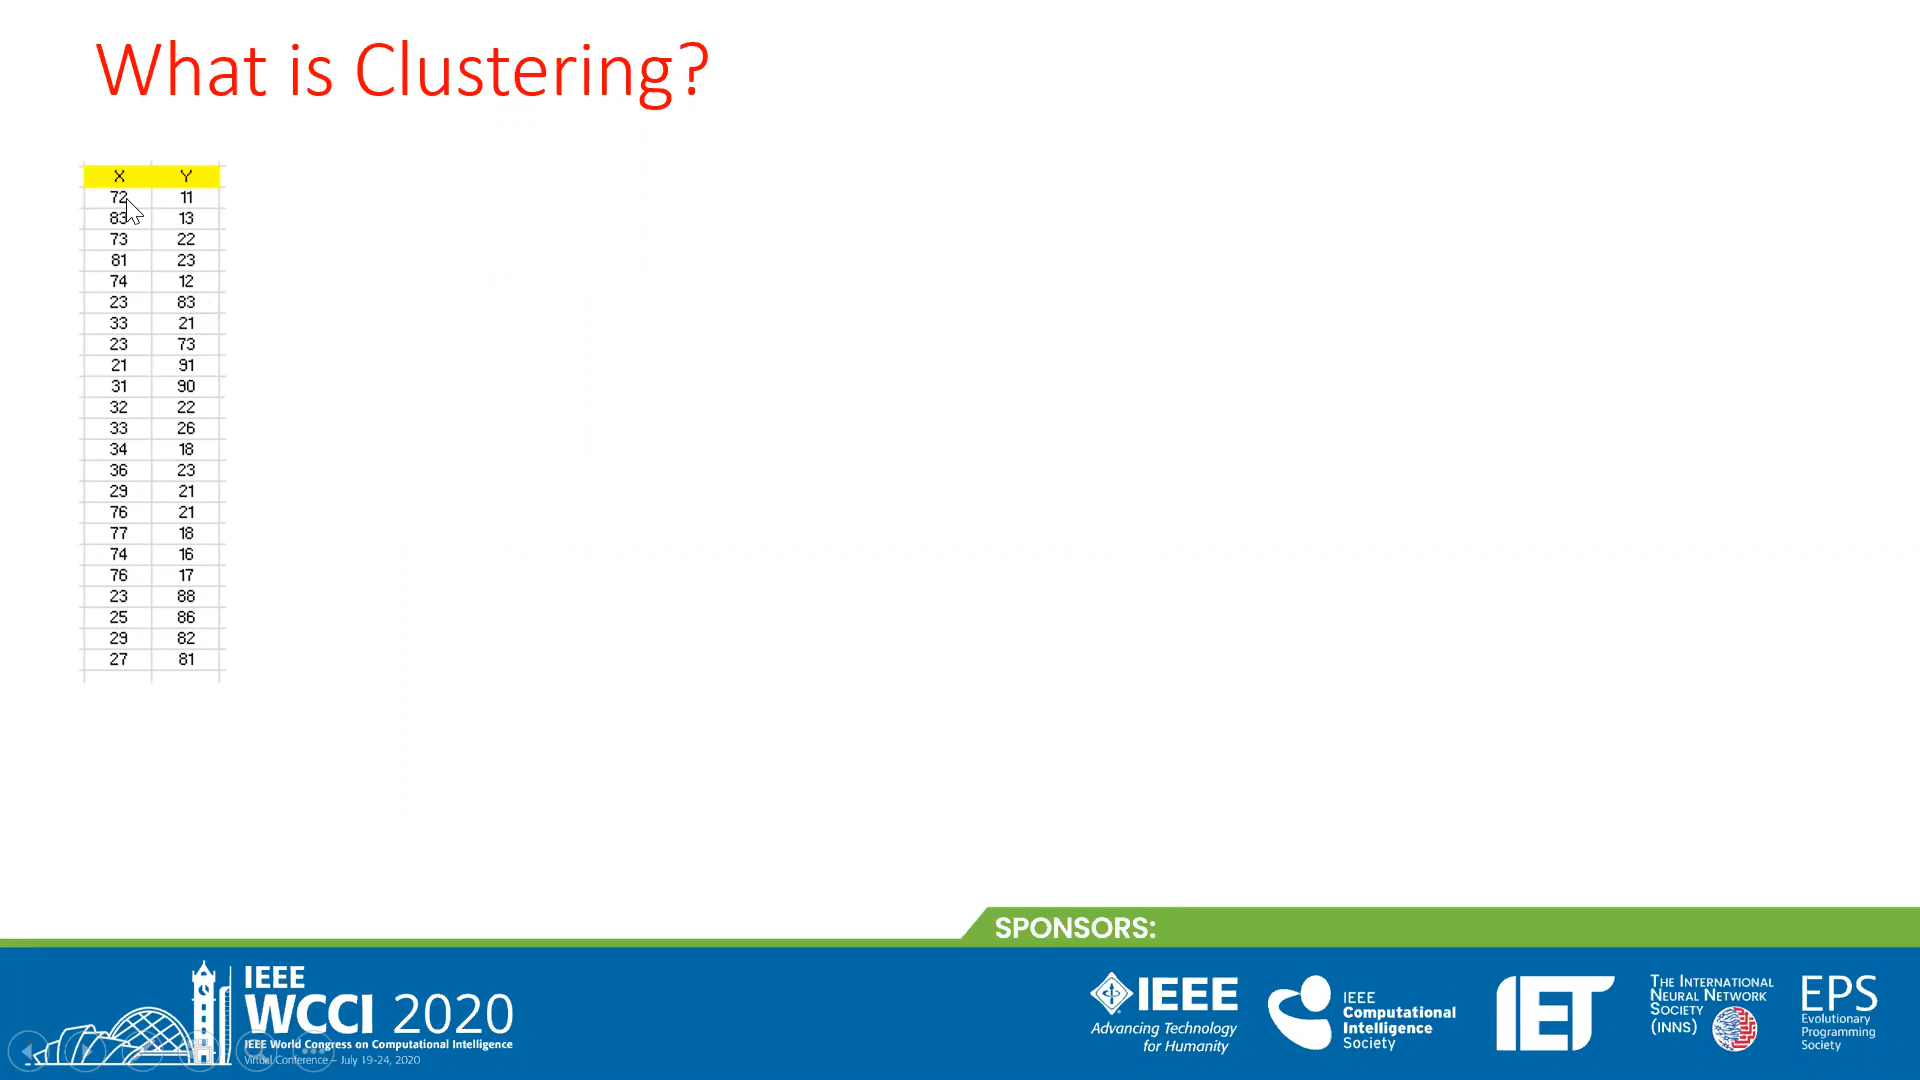 What is Clustering?
X Y
72 11
83 13
73 22
81 23
74 12
23 83
33 21
23 73
21 91
31 90
32 22
33 26
34 18
36 23
29 21
76 21
77 18
74 16
76 17
23 88
25 86
29 82
27 81
SPONSORS:
IEEE
WCCI 2020
IEEE World Congress on Computational Intelligence
Virtual Conference – July 19-24, 2020
IEEE
Advancing Technology
for Humanity
IEEE
Computational
Intelligence
Society
IET
THE INTERNATIONAL
NEURAL NETWORK
SOCIETY
(INNS)
EPS
Evolutionary
Programming
Society